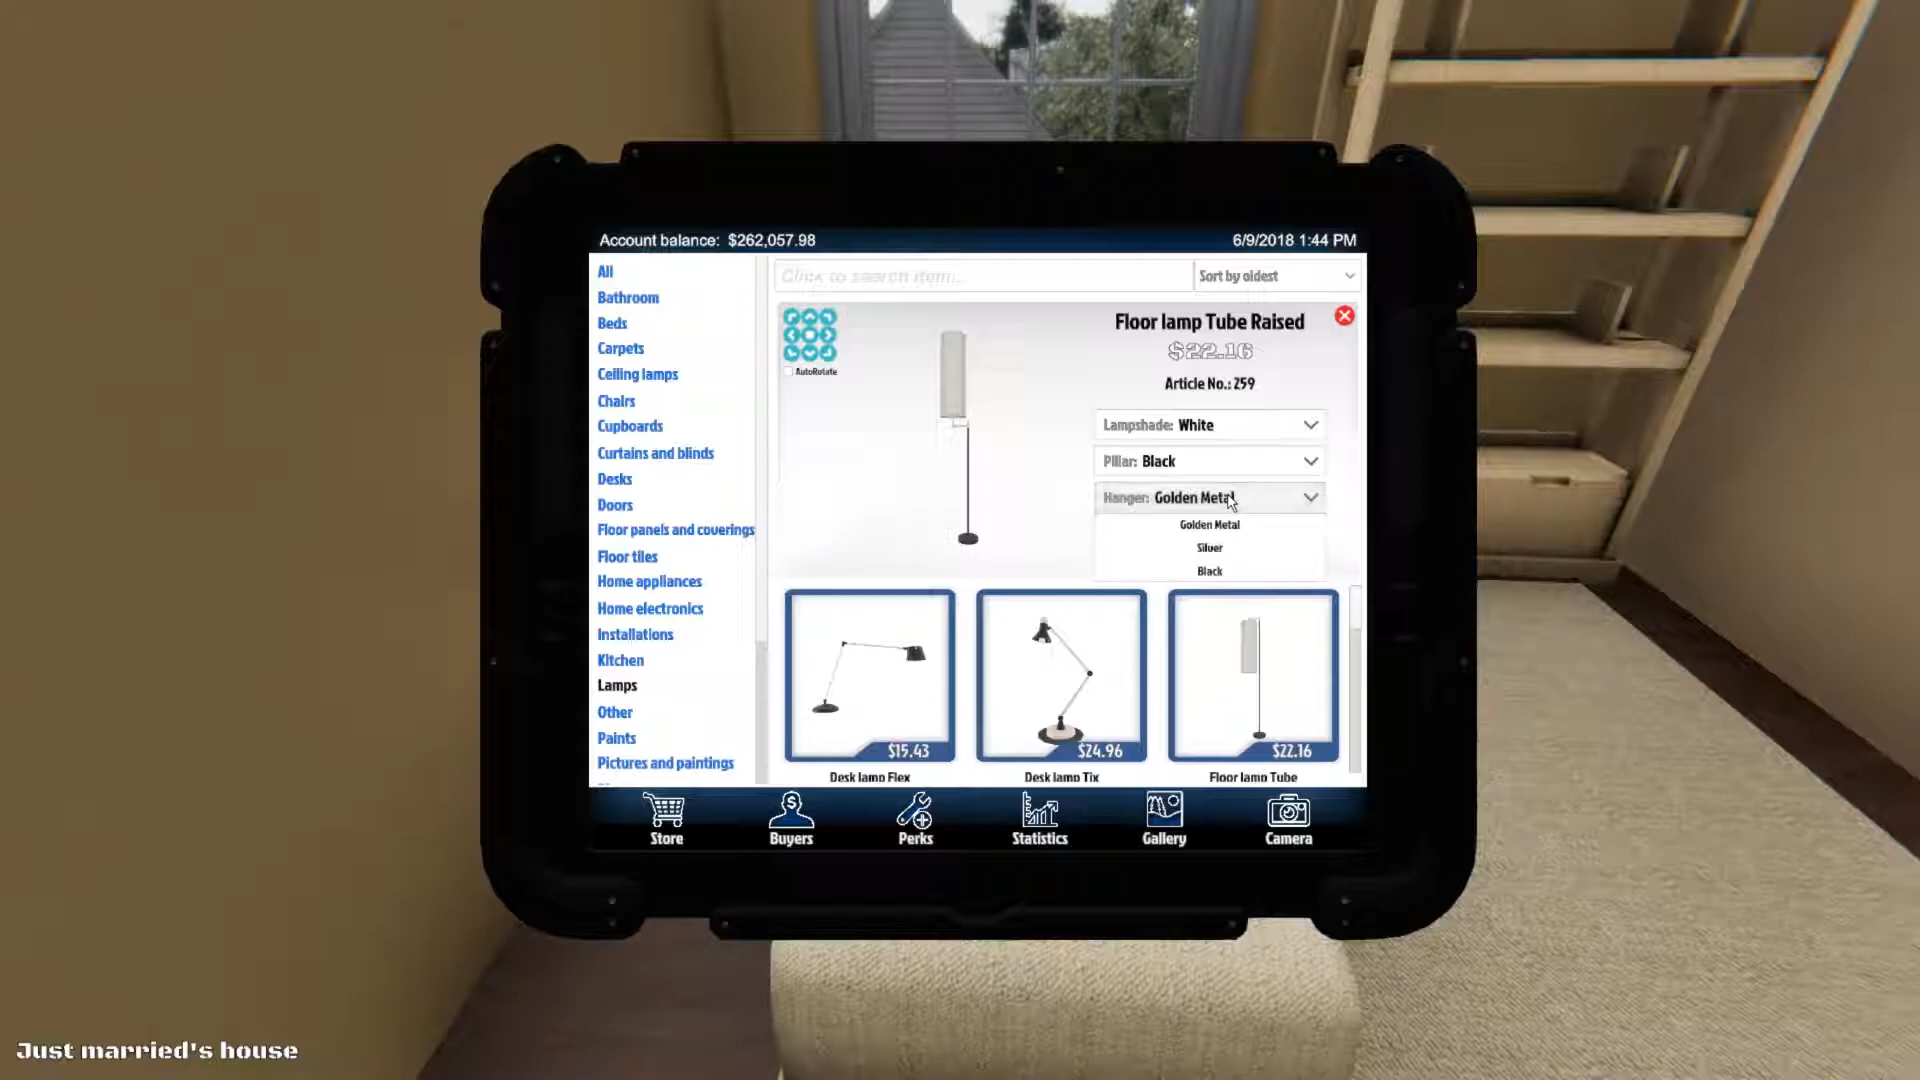 Account balance: $262,057.98
6/9/2018 1:44 PM
All
Bathroom
Beds
Carpets
Ceiling lamps
Chairs
Cupboards
Curtains and blinds
Desks
Doors
Floor panels and coverings
Floor tiles
Home appliances
Home electronics
Installations
Kitchen
Lamps
Other
Paints
Pictures and paintings
Click to search item...
Sort by oldest
AutoRotate
Floor lamp Tube Raised
$22.16
Article No.: 259
Lampshade: White
Pillar: Black
Hanger: Golden Metal
Golden Metal
Silver
Black
$15.43
$24.96
$22.16
Desk lamp Flex
Desk lamp Tix
Floor lamp Tube
Store
Buyers
Perks
Statistics
Gallery
Camera
Just married's house